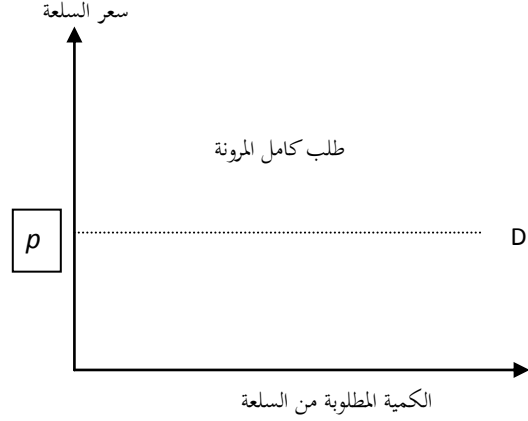 سعر السلعة
طلب كامل المرونة
p
D
الكمية المطلوبة من السلعة